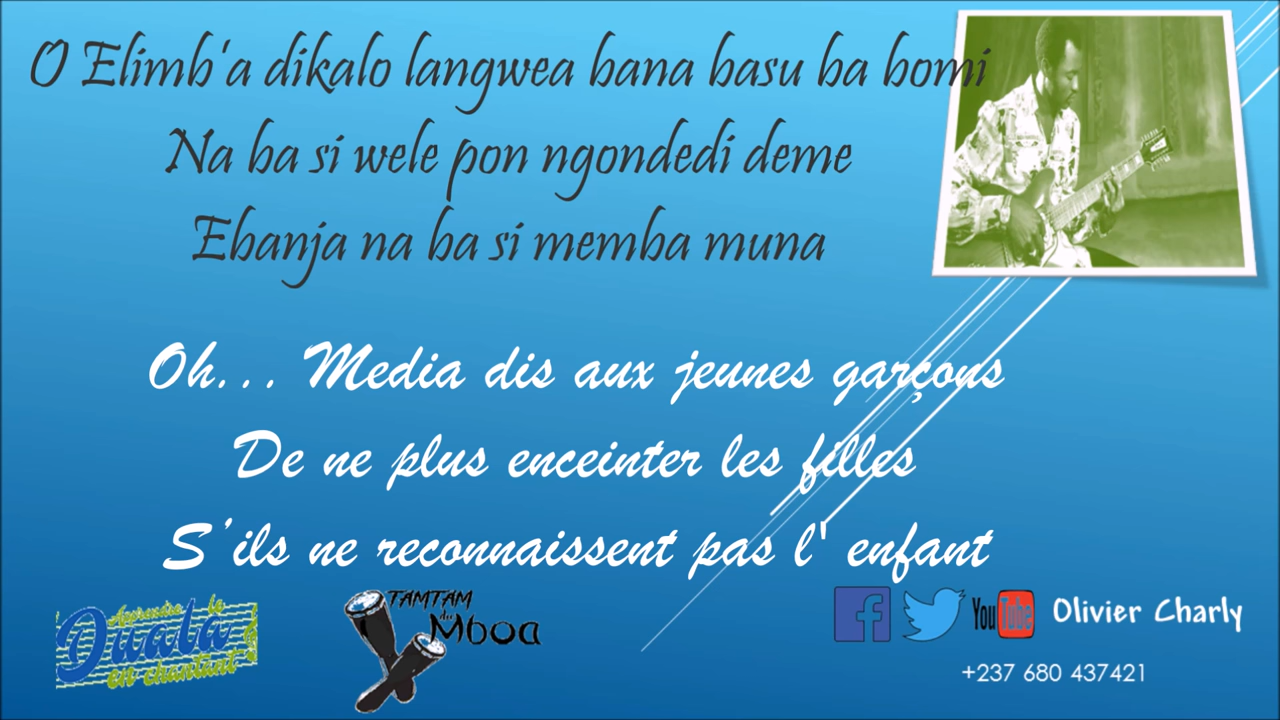 O Elimb'a dikalo langwea bana basu ba bomi
Na ba si wele pon ngondedi deme
Ebanja na ba si memba muna
Oh... Media dis aux jeunes garçons
De ne plus enceinter les filles
S'ils ne reconnaissent pas l' enfant
Apprendre le
Duala
en chantant
TAMTAM
du
Mboa
f
YouTube
Olivier Charly
+237 680 437421